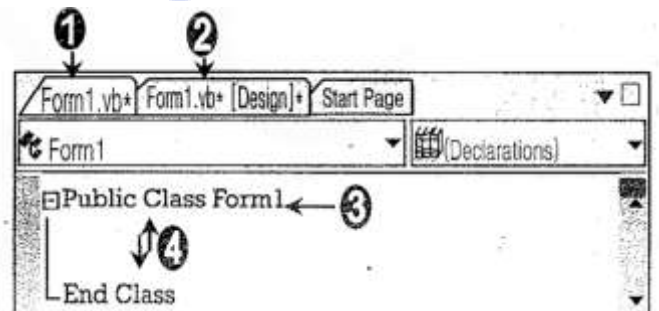 1 2
Form1.vb* Form1.vb* [Design]* Start Page
Form1 (Declarations)
Public Class Form1 3
4
End Class